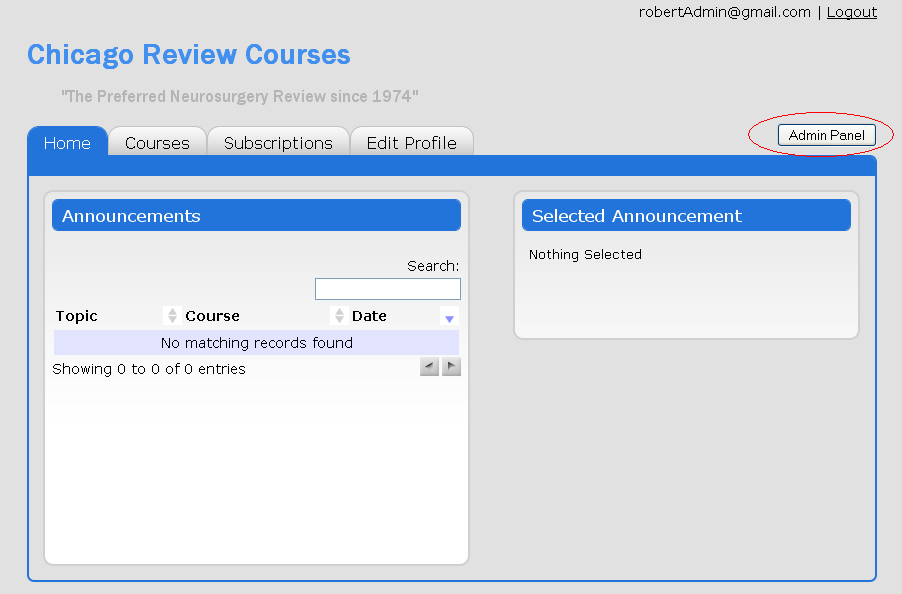 robertAdmin@gmail.com | Logout
Chicago Review Courses
"The Preferred Neurosurgery Review since 1974"
Home Courses Subscriptions Edit Profile Admin Panel
Announcements
Search:
Topic Course Date
No matching records found
Showing 0 to 0 of 0 entries
Selected Announcement
Nothing Selected